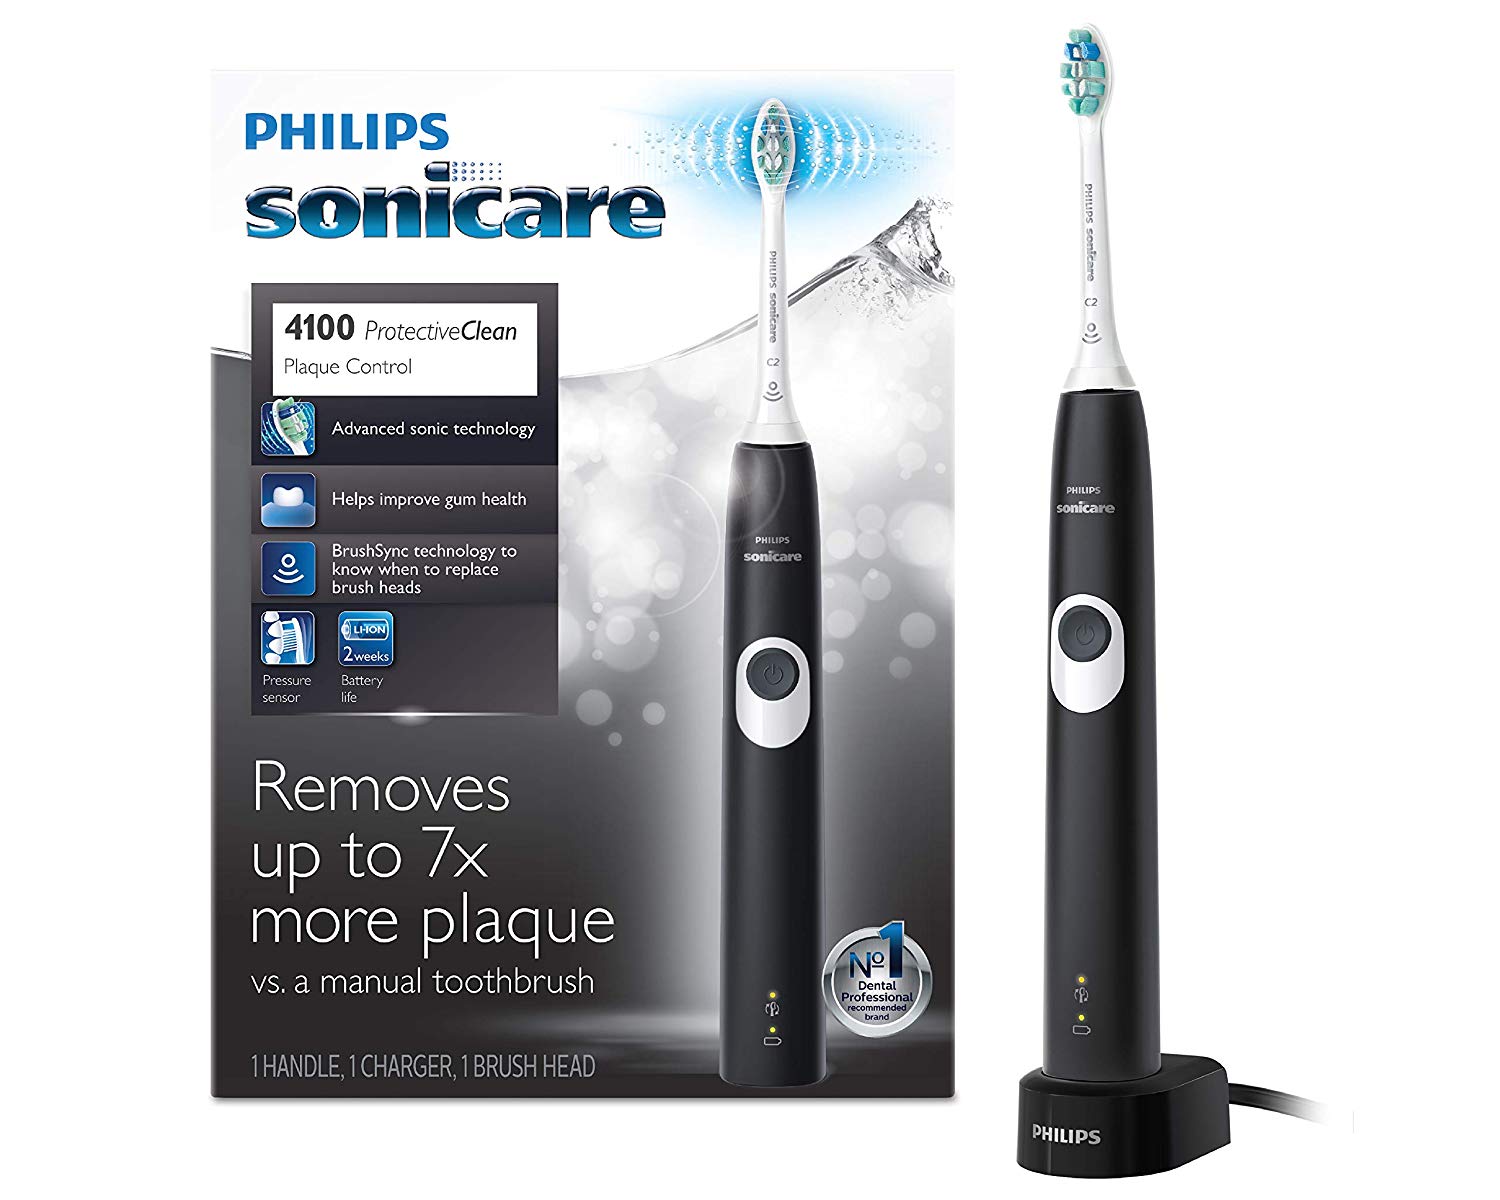 PHILIPS
sonicare
4100 ProtectiveClean
Plaque Control
Advanced sonic technology
Helps improve gum health
BrushSync technology to
know when to replace
brush heads
LI-ION
2 weeks
Pressure
sensor
Battery
life
Removes
up to 7x
more plaque
vs. a manual toothbrush
1 HANDLE, 1 CHARGER, 1 BRUSH HEAD
PHILIPS sonicare
C2
PHILIPS
sonicare
Nº1
Dental
Professional
recommended
brand
PHILIPS sonicare
C2
PHILIPS
sonicare
PHILIPS